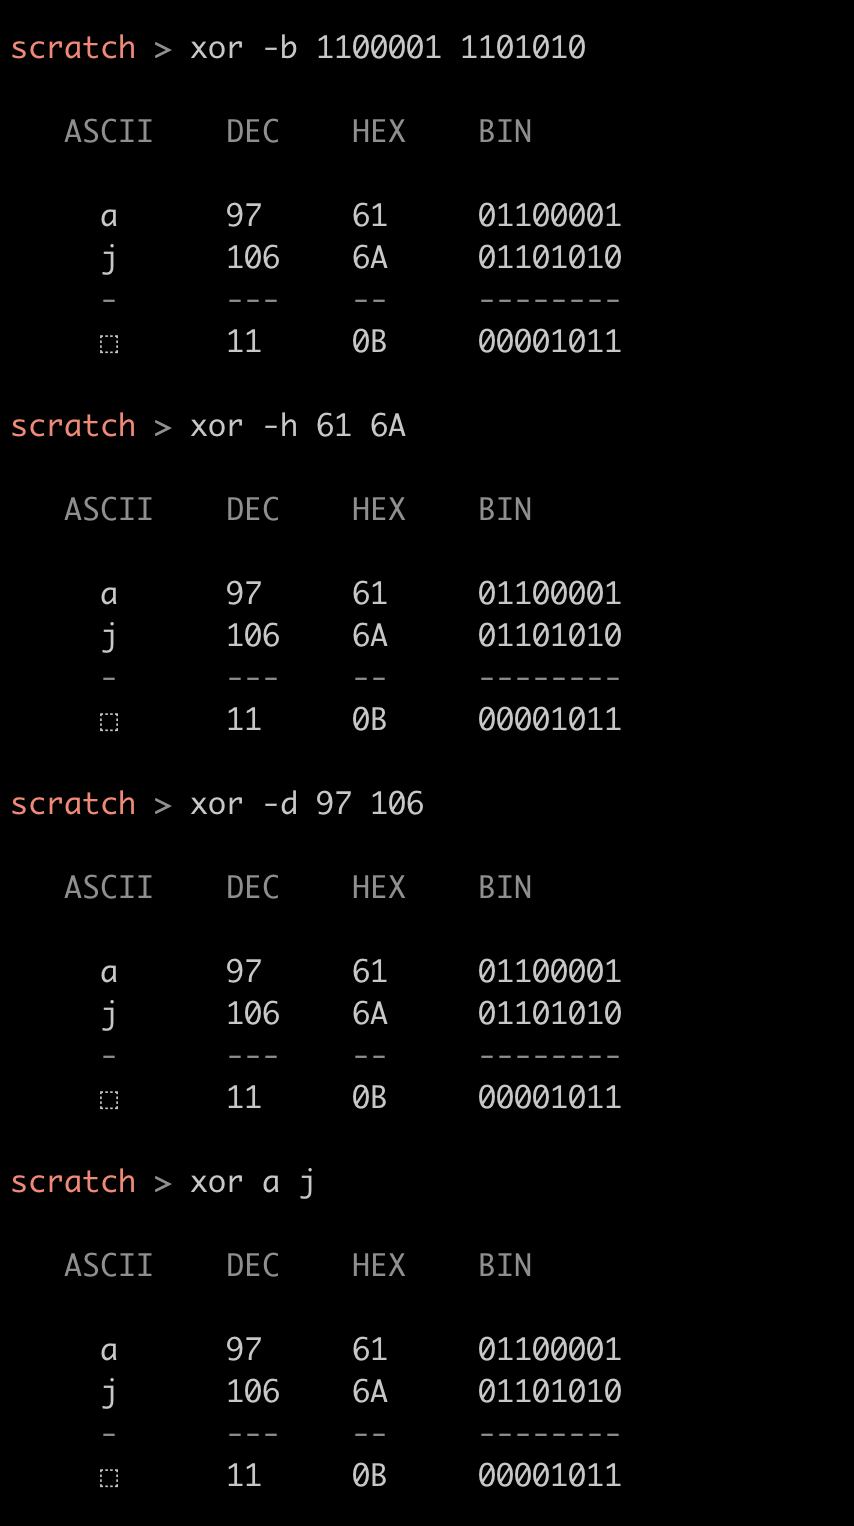 scratch > xor -b 1100001 1101010
ASCII DEC HEX BIN
a 97 61 01100001
j 106 6A 01101010
- --- -- --------
⬚ 11 0B 00001011
scratch > xor -h 61 6A
ASCII DEC HEX BIN
a 97 61 01100001
j 106 6A 01101010
- --- -- --------
⬚ 11 0B 00001011
scratch > xor -d 97 106
ASCII DEC HEX BIN
a 97 61 01100001
j 106 6A 01101010
- --- -- --------
⬚ 11 0B 00001011
scratch > xor a j
ASCII DEC HEX BIN
a 97 61 01100001
j 106 6A 01101010
- --- -- --------
⬚ 11 0B 00001011